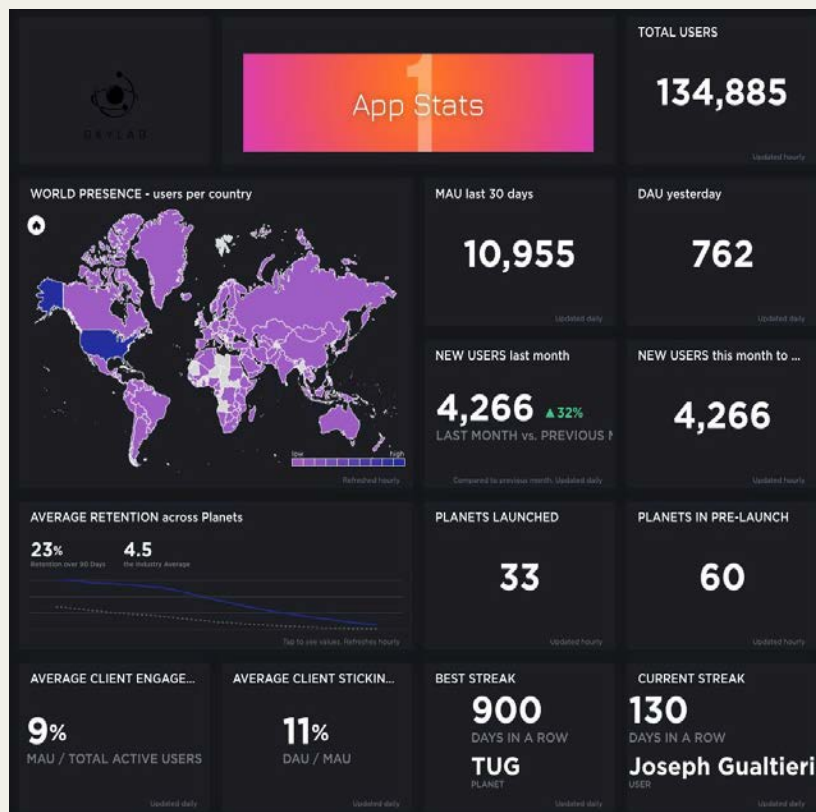 SKYLAB
1
App Stats
TOTAL USERS
134,885
Updated hourly
WORLD PRESENCE - users per country
low
high
Refreshed hourly
MAU last 30 days
10,955
Updated daily
DAU yesterday
762
Updated daily
NEW USERS last month
4,266 ▲32%
LAST MONTH vs. PREVIOUS M
Compared to previous month. Updated daily
NEW USERS this month to ...
4,266
Updated hourly
AVERAGE RETENTION across Planets
23% 4.5
Retention over 90 Days the Industry Average
Tap to see values. Refreshes hourly
PLANETS LAUNCHED
33
Updated hourly
PLANETS IN PRE-LAUNCH
60
Updated hourly
AVERAGE CLIENT ENGAGE...
9%
MAU / TOTAL ACTIVE USERS
Updated daily
AVERAGE CLIENT STICKIN...
11%
DAU / MAU
Updated daily
BEST STREAK
900
DAYS IN A ROW
TUG
PLANET
Updated daily
CURRENT STREAK
130
DAYS IN A ROW
Joseph Gualtieri
USER
Updated daily